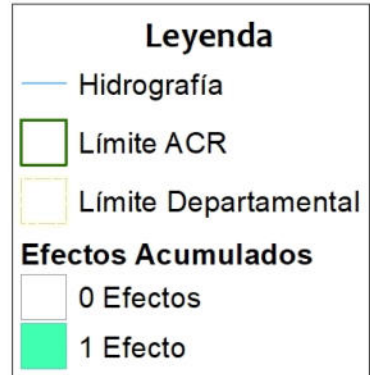 Leyenda
Hidrografía
Límite ACR
Límite Departamental
Efectos Acumulados
0 Efectos
1 Efecto